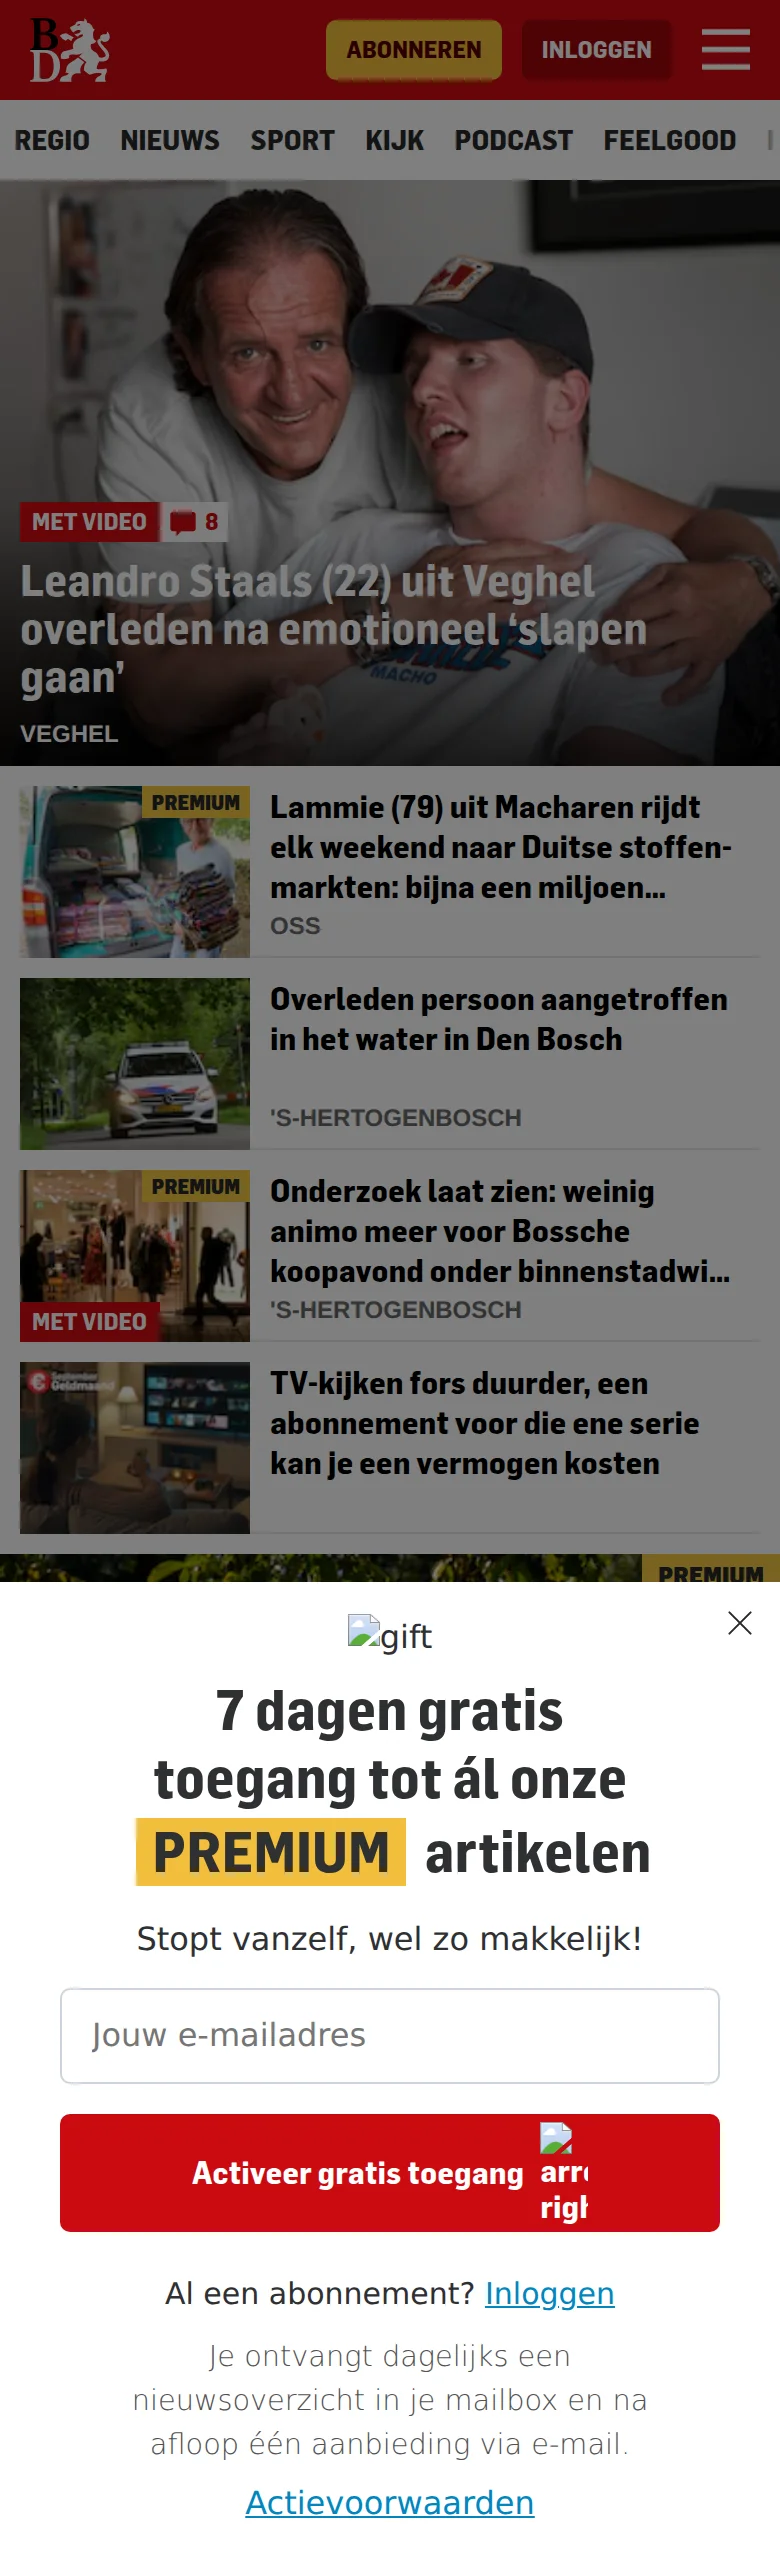 BD
ABONNEREN
INLOGGEN
REGIO NIEUWS SPORT KIJK PODCAST FEELGOOD
MET VIDEO 8
Leandro Staals (22) uit Veghel
overleden na emotioneel ‘slapen
gaan’
VEGHEL
MACHO
PREMIUM
Lammie (79) uit Macharen rijdt
elk weekend naar Duitse stoffen-
markten: bijna een miljoen...
OSS
Overleden persoon aangetroffen
in het water in Den Bosch
'S-HERTOGENBOSCH
PREMIUM
MET VIDEO
Onderzoek laat zien: weinig
animo meer voor Bossche
koopavond onder binnenstadwi...
'S-HERTOGENBOSCH
September
Geldmaand
TV-kijken fors duurder, een
abonnement voor die ene serie
kan je een vermogen kosten
PREMIUM
gift
7 dagen gratis
toegang tot ál onze
PREMIUM artikelen
Stopt vanzelf, wel zo makkelijk!
Jouw e-mailadres
Activeer gratis toegang
Al een abonnement? Inloggen
Je ontvangt dagelijks een
nieuwsoverzicht in je mailbox en na
afloop één aanbieding via e-mail.
Actievoorwaarden